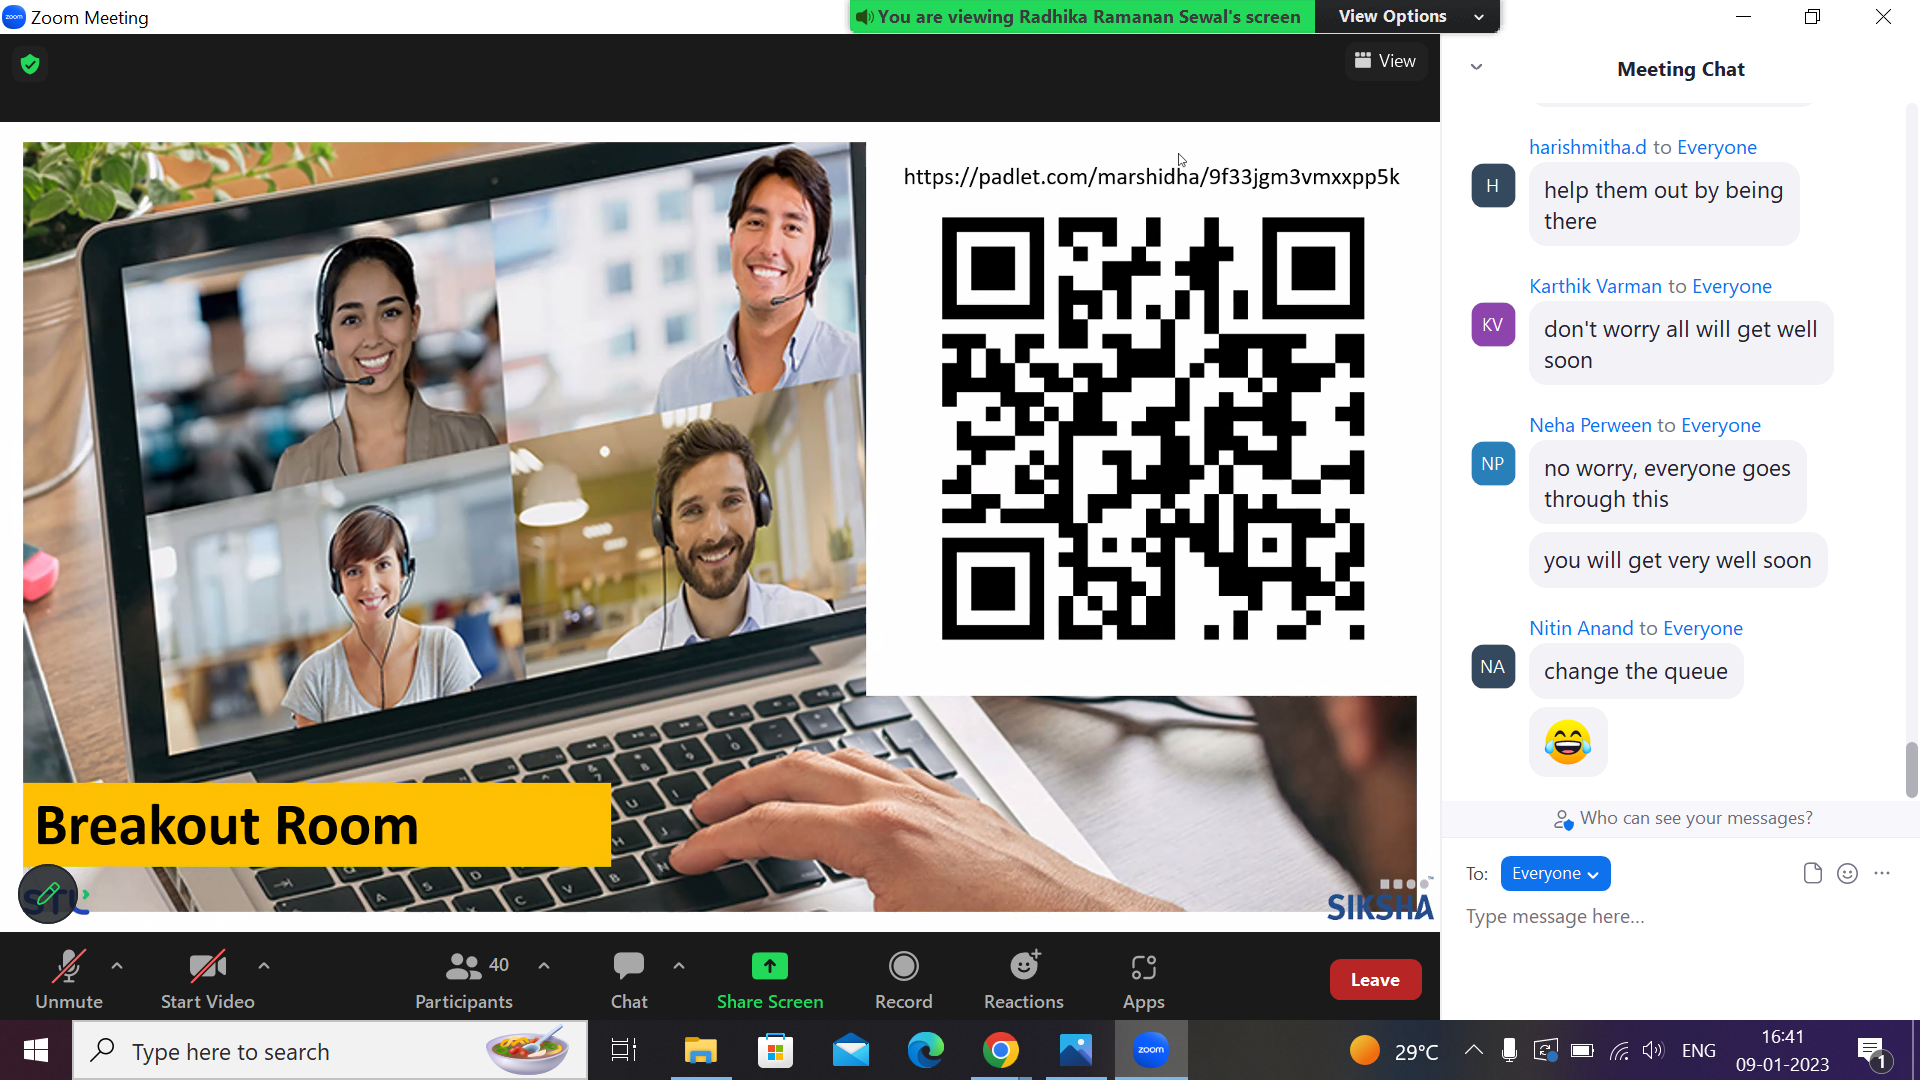 Zoom Meeting
You are viewing Radhika Ramanan Sewal's screen
View Options
View
Meeting Chat
https://padlet.com/marshidha/9f33jgm3vmxxpp5k
harishmitha.d to Everyone
H
help them out by being
there
Karthik Varman to Everyone
KV
don't worry all will get well
soon
Neha Perween to Everyone
NP
no worry, everyone goes
through this
you will get very well soon
Nitin Anand to Everyone
NA
change the queue
Breakout Room
STL
SIKSHA
Who can see your messages?
To: Everyone
Type message here...
Unmute
Start Video
Participants 40
Chat
Share Screen
Record
Reactions
Apps
Leave
Type here to search
zoom
29°C
ENG
16:41
09-01-2023
1